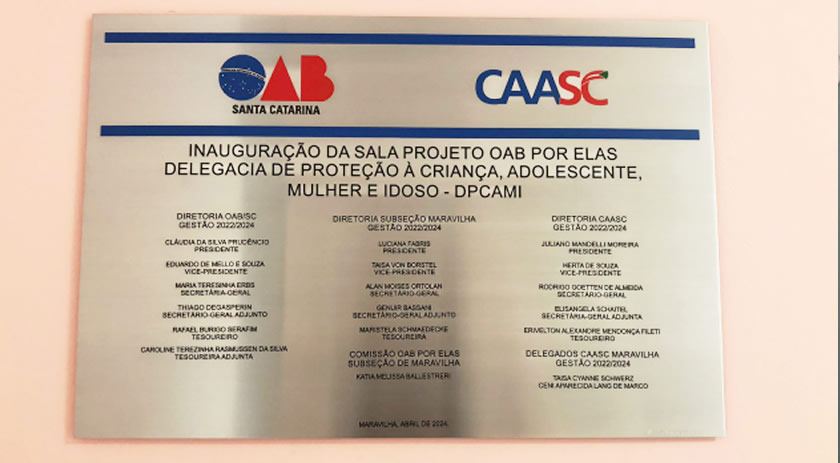 OAB
SANTA CATARINA
CAASC
INAUGURAÇÃO DA SALA PROJETO OAB POR ELAS
DELEGACIA DE PROTEÇÃO À CRIANÇA, ADOLESCENTE,
MULHER E IDOSO - DPCAMI
DIRETORIA OAB/SC
GESTÃO 2022/2024
CLÁUDIA DA SILVA PRUDÊNCIO
PRESIDENTE
EDUARDO DE MELLO E SOUZA
VICE-PRESIDENTE
MARIA TERESINHA ERBS
SECRETÁRIA-GERAL
THIAGO DEGASPERIN
SECRETÁRIO-GERAL ADJUNTO
RAFAEL BURIGO SERAFIM
TESOUREIRO
CAROLINE TEREZINHA RASMUSSEN DA SILVA
TESOUREIRA ADJUNTA
DIRETORIA SUBSEÇÃO MARAVILHA
GESTÃO 2022/2024
LUCIANA FABRIS
PRESIDENTE
TAISA VON BORSTEL
VICE-PRESIDENTE
ALAN MOISES ORTOLAN
SECRETÁRIO-GERAL
GENUIR BASSANI
SECRETÁRIO-GERAL ADJUNTO
MARISTELA SCHMAEDECKE
TESOUREIRA
COMISSÃO OAB POR ELAS
SUBSEÇÃO DE MARAVILHA
KATIA MELISSA BALLESTRERI
DIRETORIA CAASC
GESTÃO 2022/2024
JULIANO MANDELLI MOREIRA
PRESIDENTE
HERTA DE SOUZA
VICE-PRESIDENTE
RODRIGO GOETTEN DE ALMEIDA
SECRETÁRIO-GERAL
ELISANGELA SCHAITEL
SECRETÁRIA-GERAL ADJUNTA
ERIVELTON ALEXANDRE MENDONÇA FILETI
TESOUREIRO
DELEGADOS CAASC MARAVILHA
GESTÃO 2022/2024
TAISA CYANNE SCHWERZ
CENI APARECIDA LANG DE MARCO
MARAVILHA, ABRIL DE 2024.